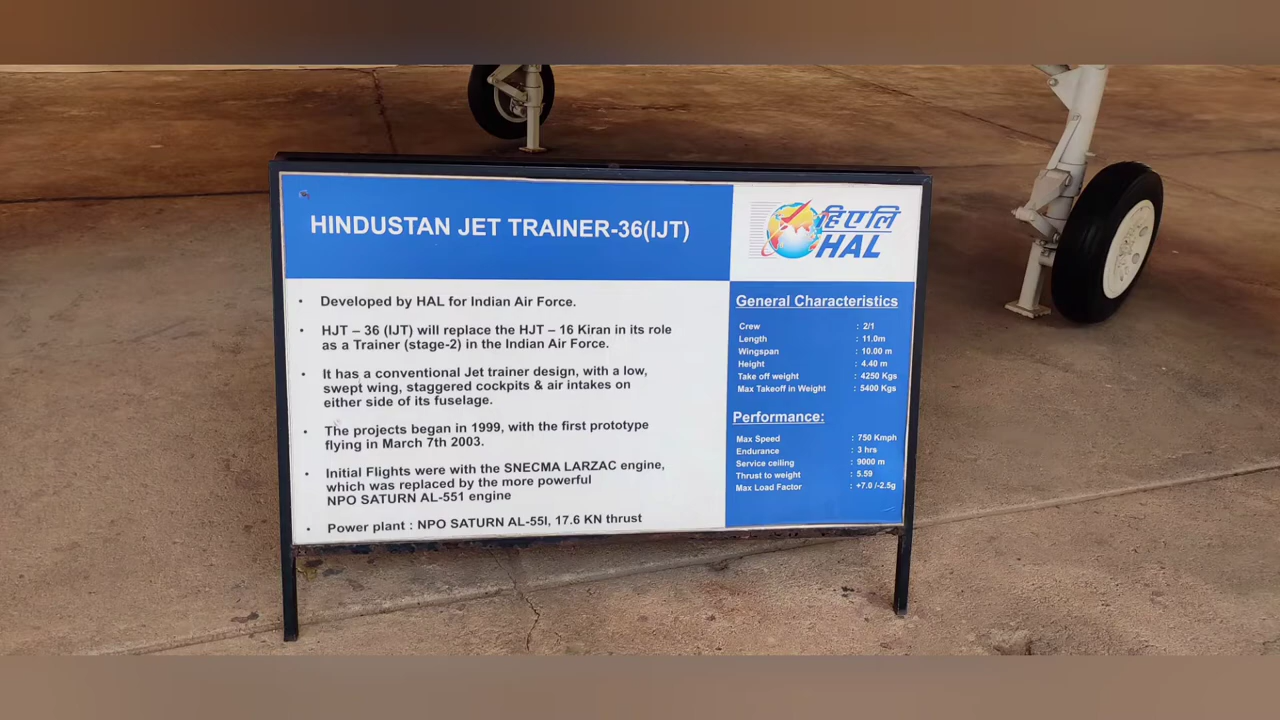 HINDUSTAN JET TRAINER-36(IJT)
हिएएलि
HAL
• Developed by HAL for Indian Air Force.
• HJT – 36 (IJT) will replace the HJT – 16 Kiran in its role
as a Trainer (stage-2) in the Indian Air Force.
• It has a conventional Jet trainer design, with a low,
swept wing, staggered cockpits & air intakes on
either side of its fuselage.
• The projects began in 1999, with the first prototype
flying in March 7th 2003.
• Initial Flights were with the SNECMA LARZAC engine,
which was replaced by the more powerful
NPO SATURN AL-551 engine
• Power plant : NPO SATURN AL-55I, 17.6 KN thrust
General Characteristics
Crew : 2/1
Length : 11.0m
Wingspan : 10.00 m
Height : 4.40 m
Take off weight : 4250 Kgs
Max Takeoff in Weight : 5400 Kgs
Performance:
Max Speed : 750 Kmph
Endurance : 3 hrs
Service ceiling : 9000 m
Thrust to weight : 5.59
Max Load Factor : +7.0 /-2.5g